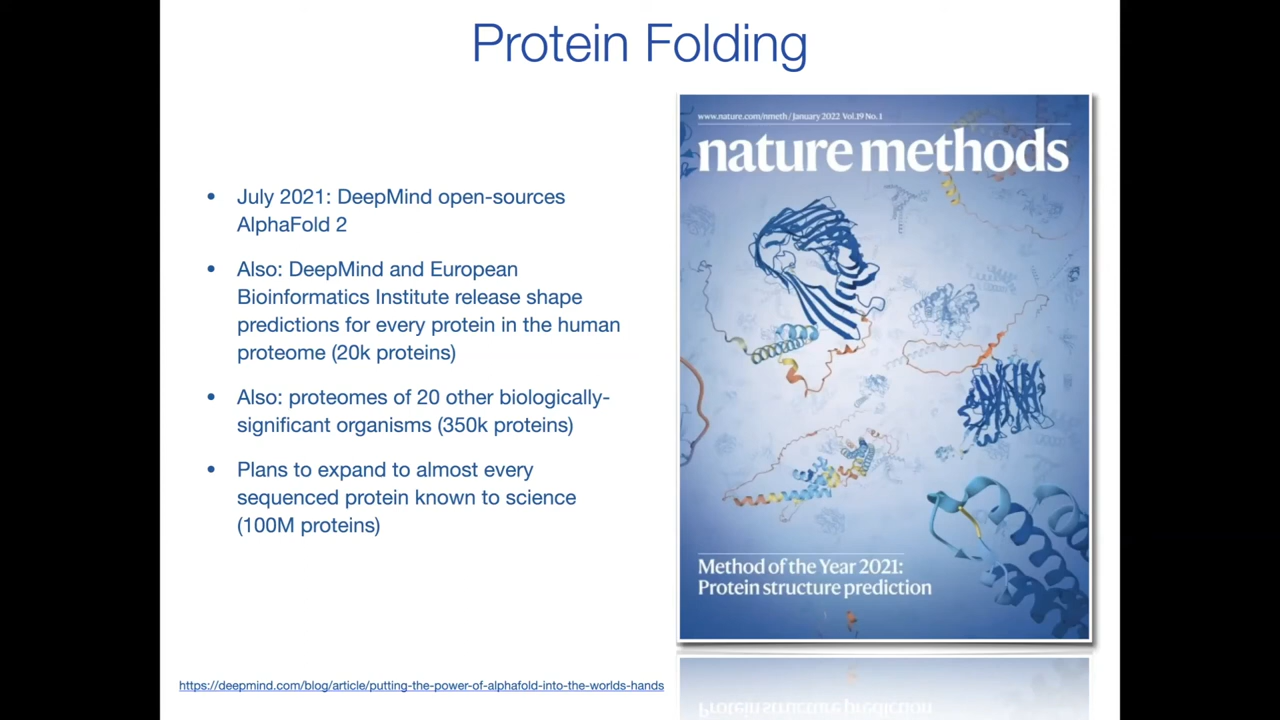 Protein Folding
www.nature.com/nmeth / January 2022 Vol.19 No.1
nature methods
• July 2021: DeepMind open-sources
AlphaFold 2
• Also: DeepMind and European
Bioinformatics Institute release shape
predictions for every protein in the human
proteome (20k proteins)
• Also: proteomes of 20 other biologically-
significant organisms (350k proteins)
• Plans to expand to almost every
sequenced protein known to science
(100M proteins)
Method of the Year 2021:
Protein structure prediction
https://deepmind.com/blog/article/putting-the-power-of-alphafold-into-the-worlds-hands
Protein structure prediction